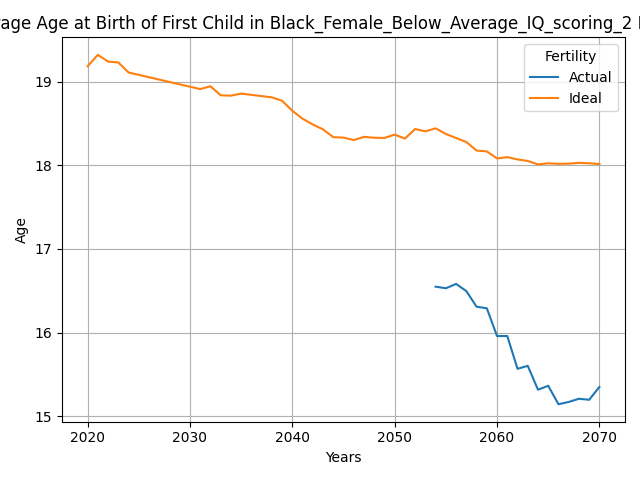 Age at Birth of First Child in Black_Female_Below_Average_IQ_scoring_2
Fertility
Actual
Ideal
Age
19
18
17
16
15
2020 2030 2040 2050 2060 2070
Years